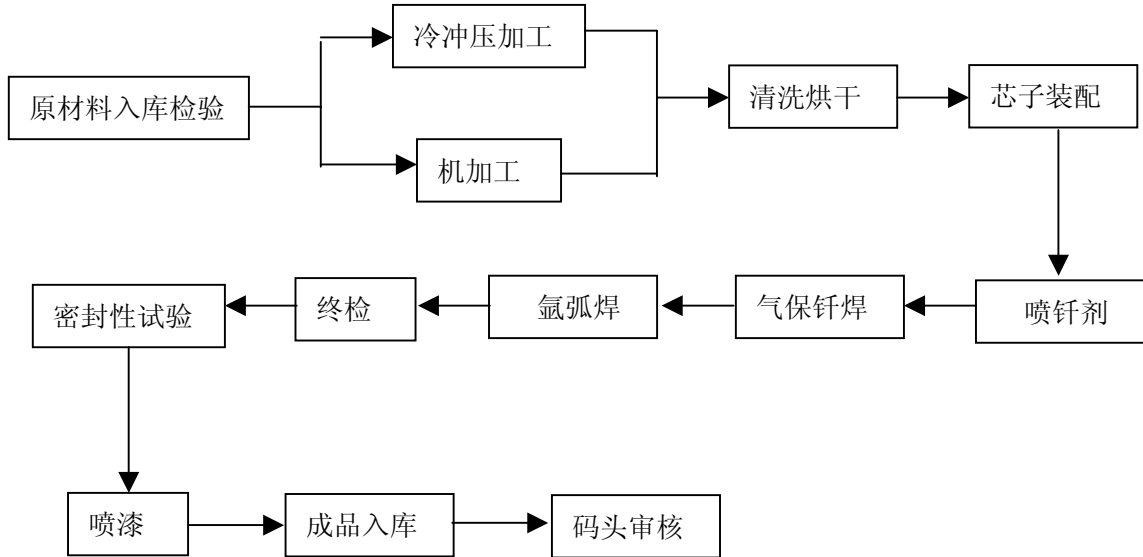 原材料入库检验
冷冲压加工
机加工
清洗烘干
芯子装配
喷钎剂
气保钎焊
氩弧焊
终检
密封性试验
喷漆
成品入库
码头审核